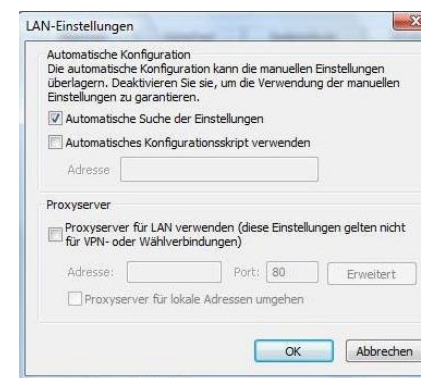 LAN-Einstellungen
Automatische Konfiguration
Die automatische Konfiguration kann die manuellen Einstellungen
überlagern. Deaktivieren Sie sie, um die Verwendung der manuellen
Einstellungen zu garantieren.
Automatische Suche der Einstellungen
Automatisches Konfigurationsskript verwenden
Adresse
Proxyserver
Proxyserver für LAN verwenden (diese Einstellungen gelten nicht
für VPN- oder Wählverbindungen)
Adresse: Port: 80 Erweitert
Proxyserver für lokale Adressen umgehen
OK Abbrechen